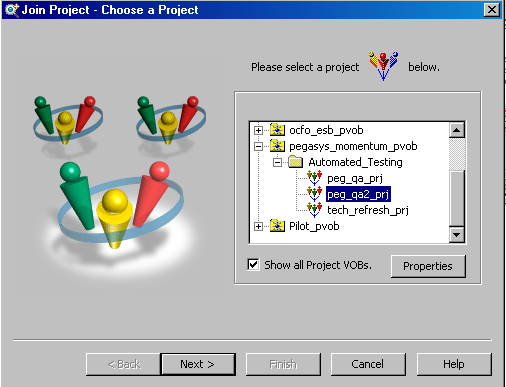 Join Project - Choose a Project
Please select a project below.
ocfo_esb_pvob
pegasys_momentum_pvob
Automated_Testing
peg_qa_prj
peg_qa2_prj
tech_refresh_prj
Pilot_pvob
Show all Project VOBs.
Properties
< Back
Next >
Finish
Cancel
Help